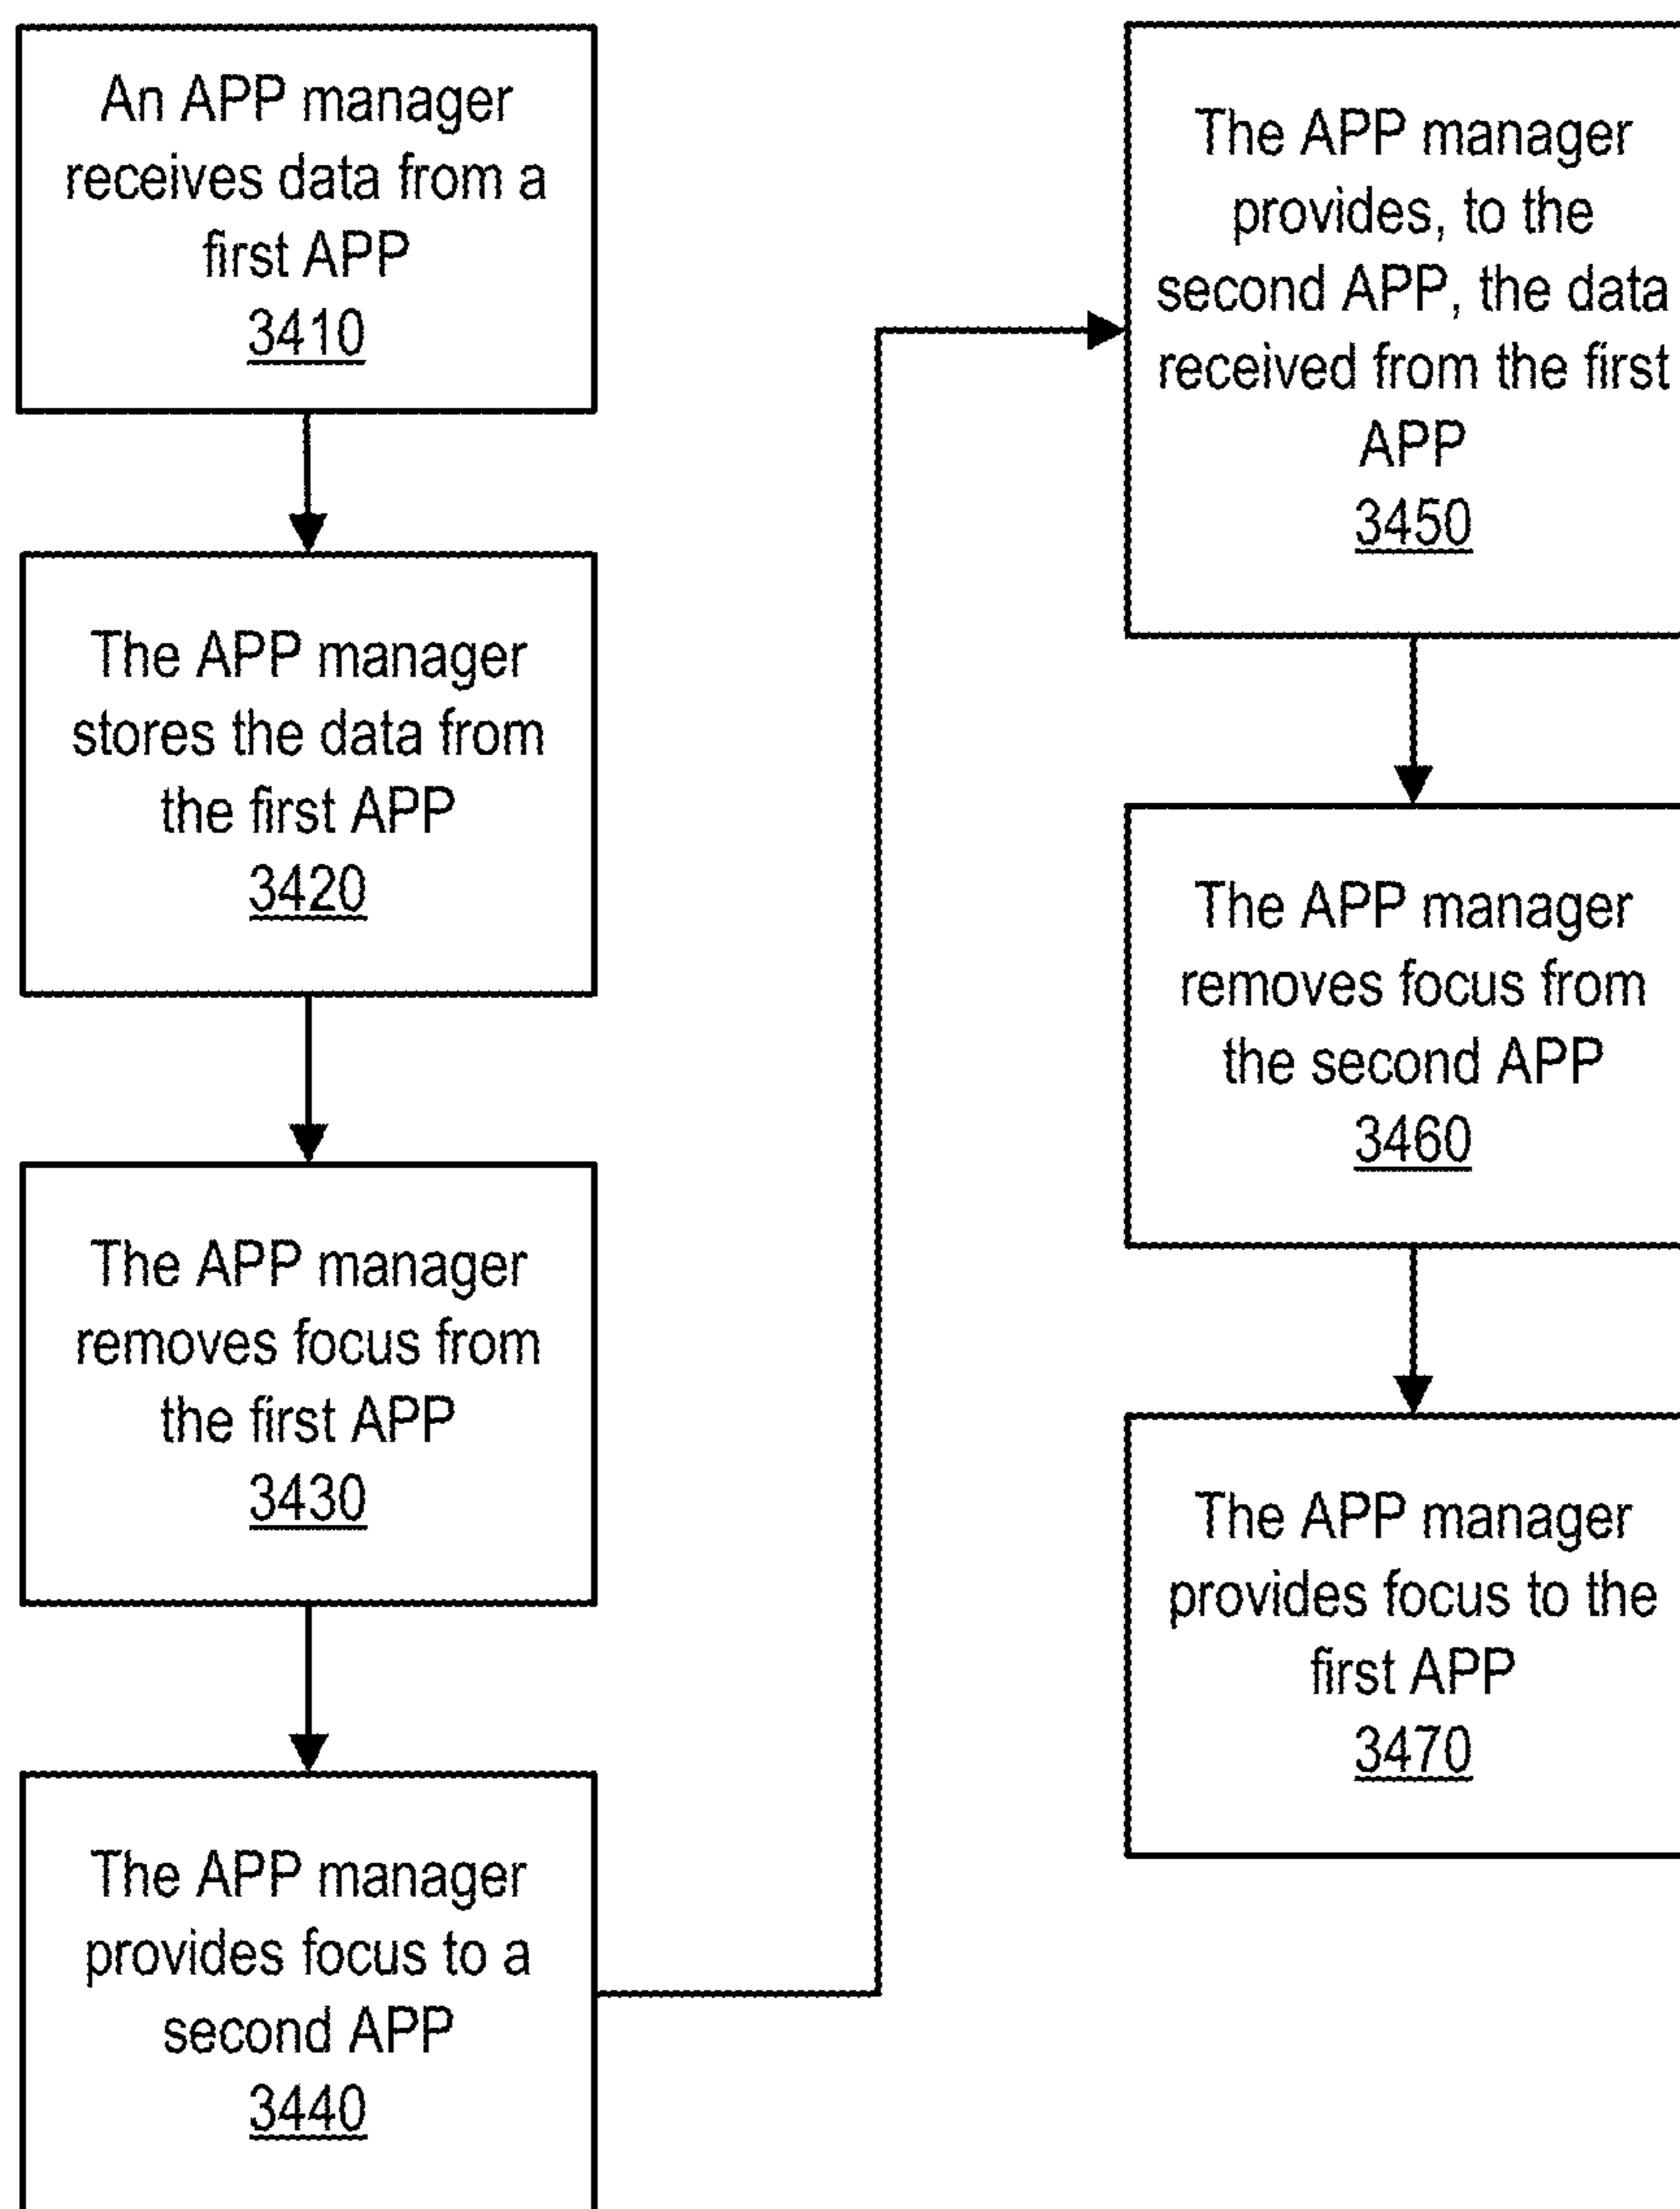 An APP manager
receives data from a
first APP
3410
The APP manager
stores the data from
the first APP
3420
The APP manager
removes focus from
the first APP
3430
The APP manager
provides focus to a
second APP
3440
The APP manager
provides, to the
second APP, the data
received from the first
APP
3450
The APP manager
removes focus from
the second APP
3460
The APP manager
provides focus to the
first APP
3470